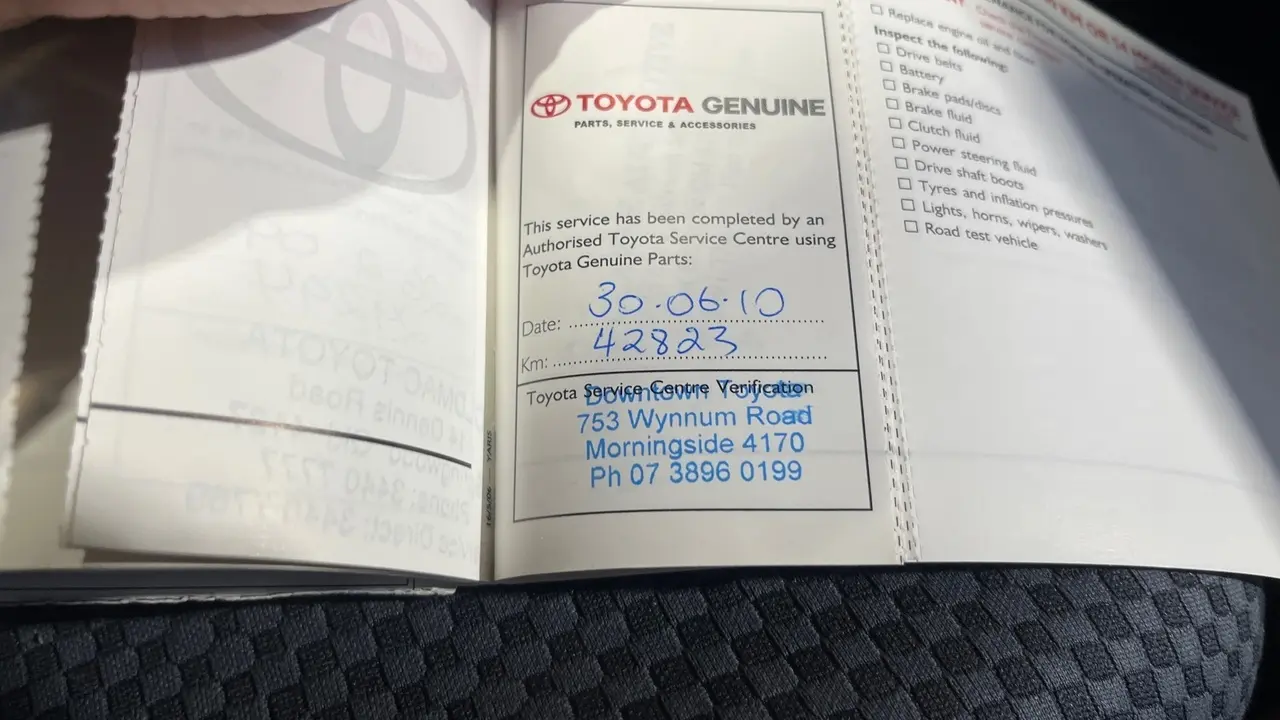 TOYOTA GENUINE
PARTS, SERVICE & ACCESSORIES
This service has been completed by an
Authorised Toyota Service Centre using
Toyota Genuine Parts:
Date: 30.06.10
Km: 42823
Toyota Service Centre Verification
Downtown Toyota
753 Wynnum Road
Morningside 4170
Ph 07 3896 0199
YARIS
Replace engine oil and
Inspect the following:
Drive belts
Battery
Brake pads/discs
Brake fluid
Clutch fluid
Power steering fluid
Drive shaft boots
Tyres and inflation pressures
Lights, horns, wipers, washers
Road test vehicle